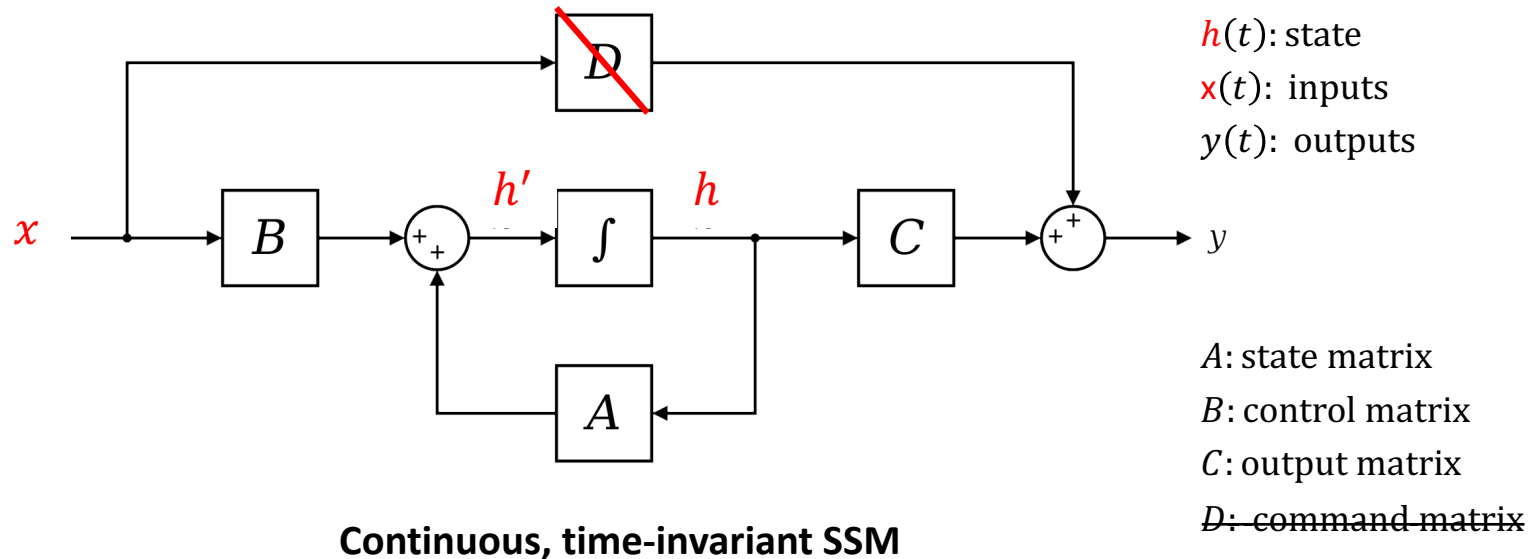 D
h(t): state
x(t): inputs
y(t): outputs
x
B
+
+
h′
∫
h
C
+
+
y
A
A: state matrix
B: control matrix
C: output matrix
D: command matrix
Continuous, time-invariant SSM